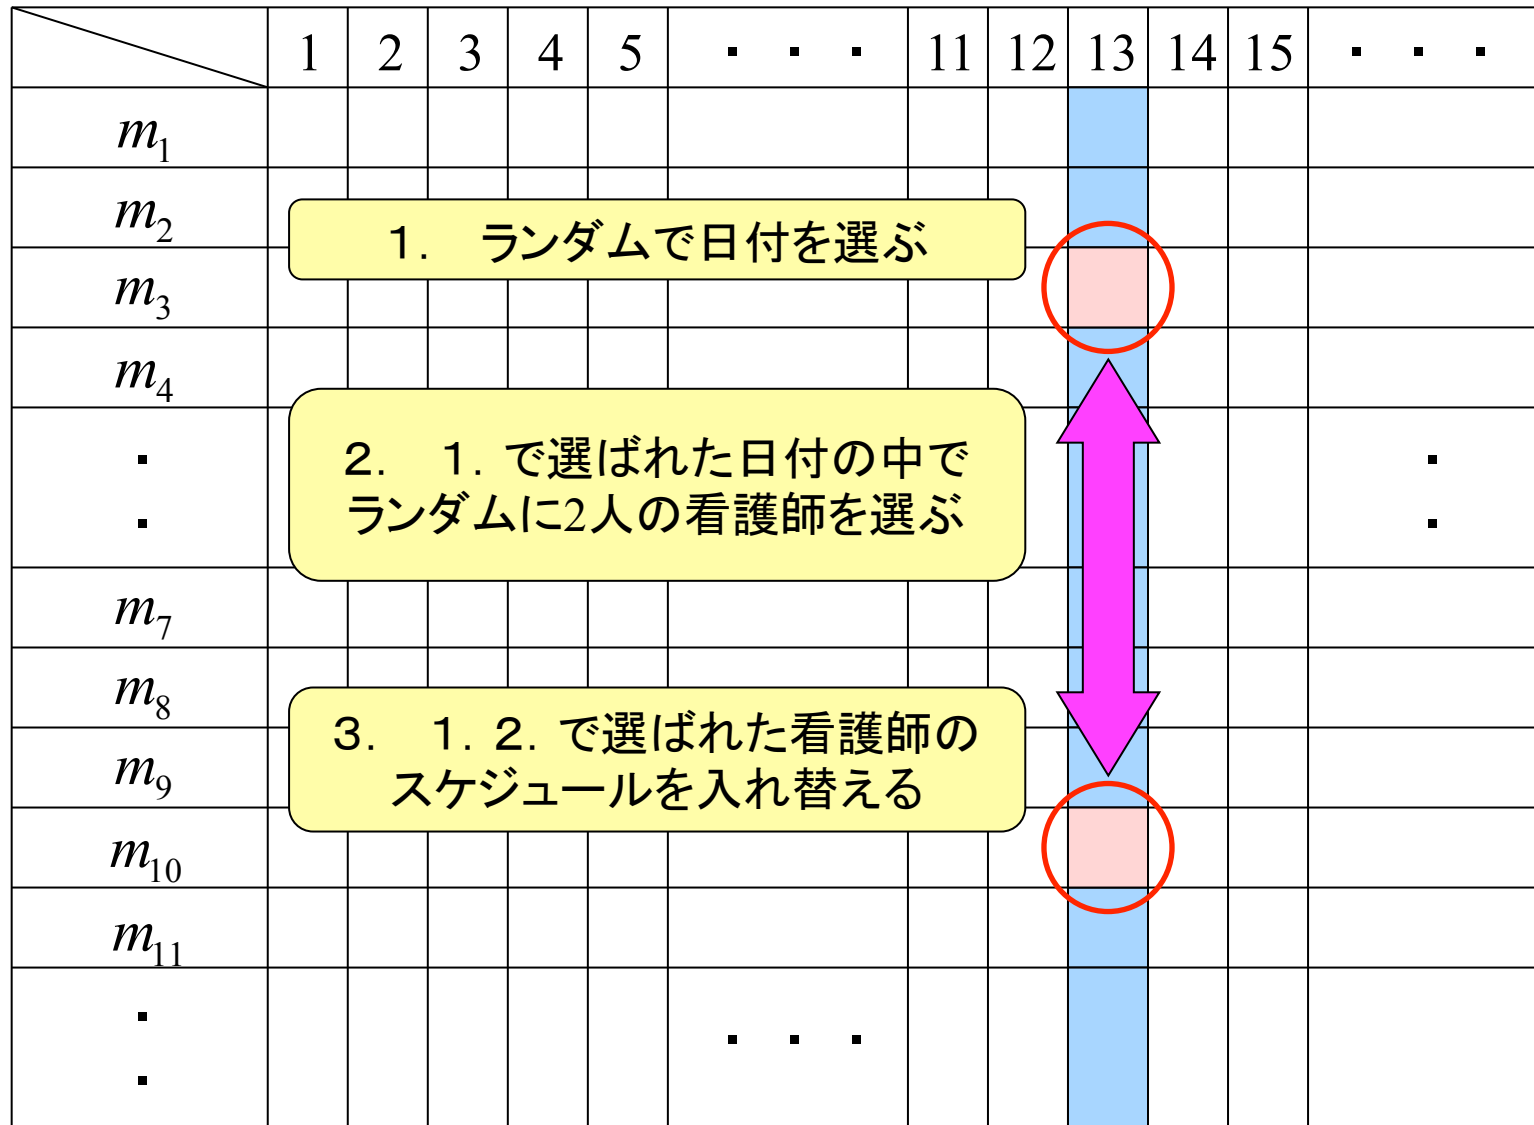 1 2 3 4 5 ・ ・ ・ 11 12 13 14 15 ・ ・ ・
m₁
m₂
1. ランダムで日付を選ぶ
m₃
m₄
・
2. 1. で選ばれた日付の中で
ランダムに2人の看護師を選ぶ
・
m₇
m₈
3. 1. 2. で選ばれた看護師の
スケジュールを入れ替える
m₉
m₁₀
m₁₁
・
・ ・ ・
・